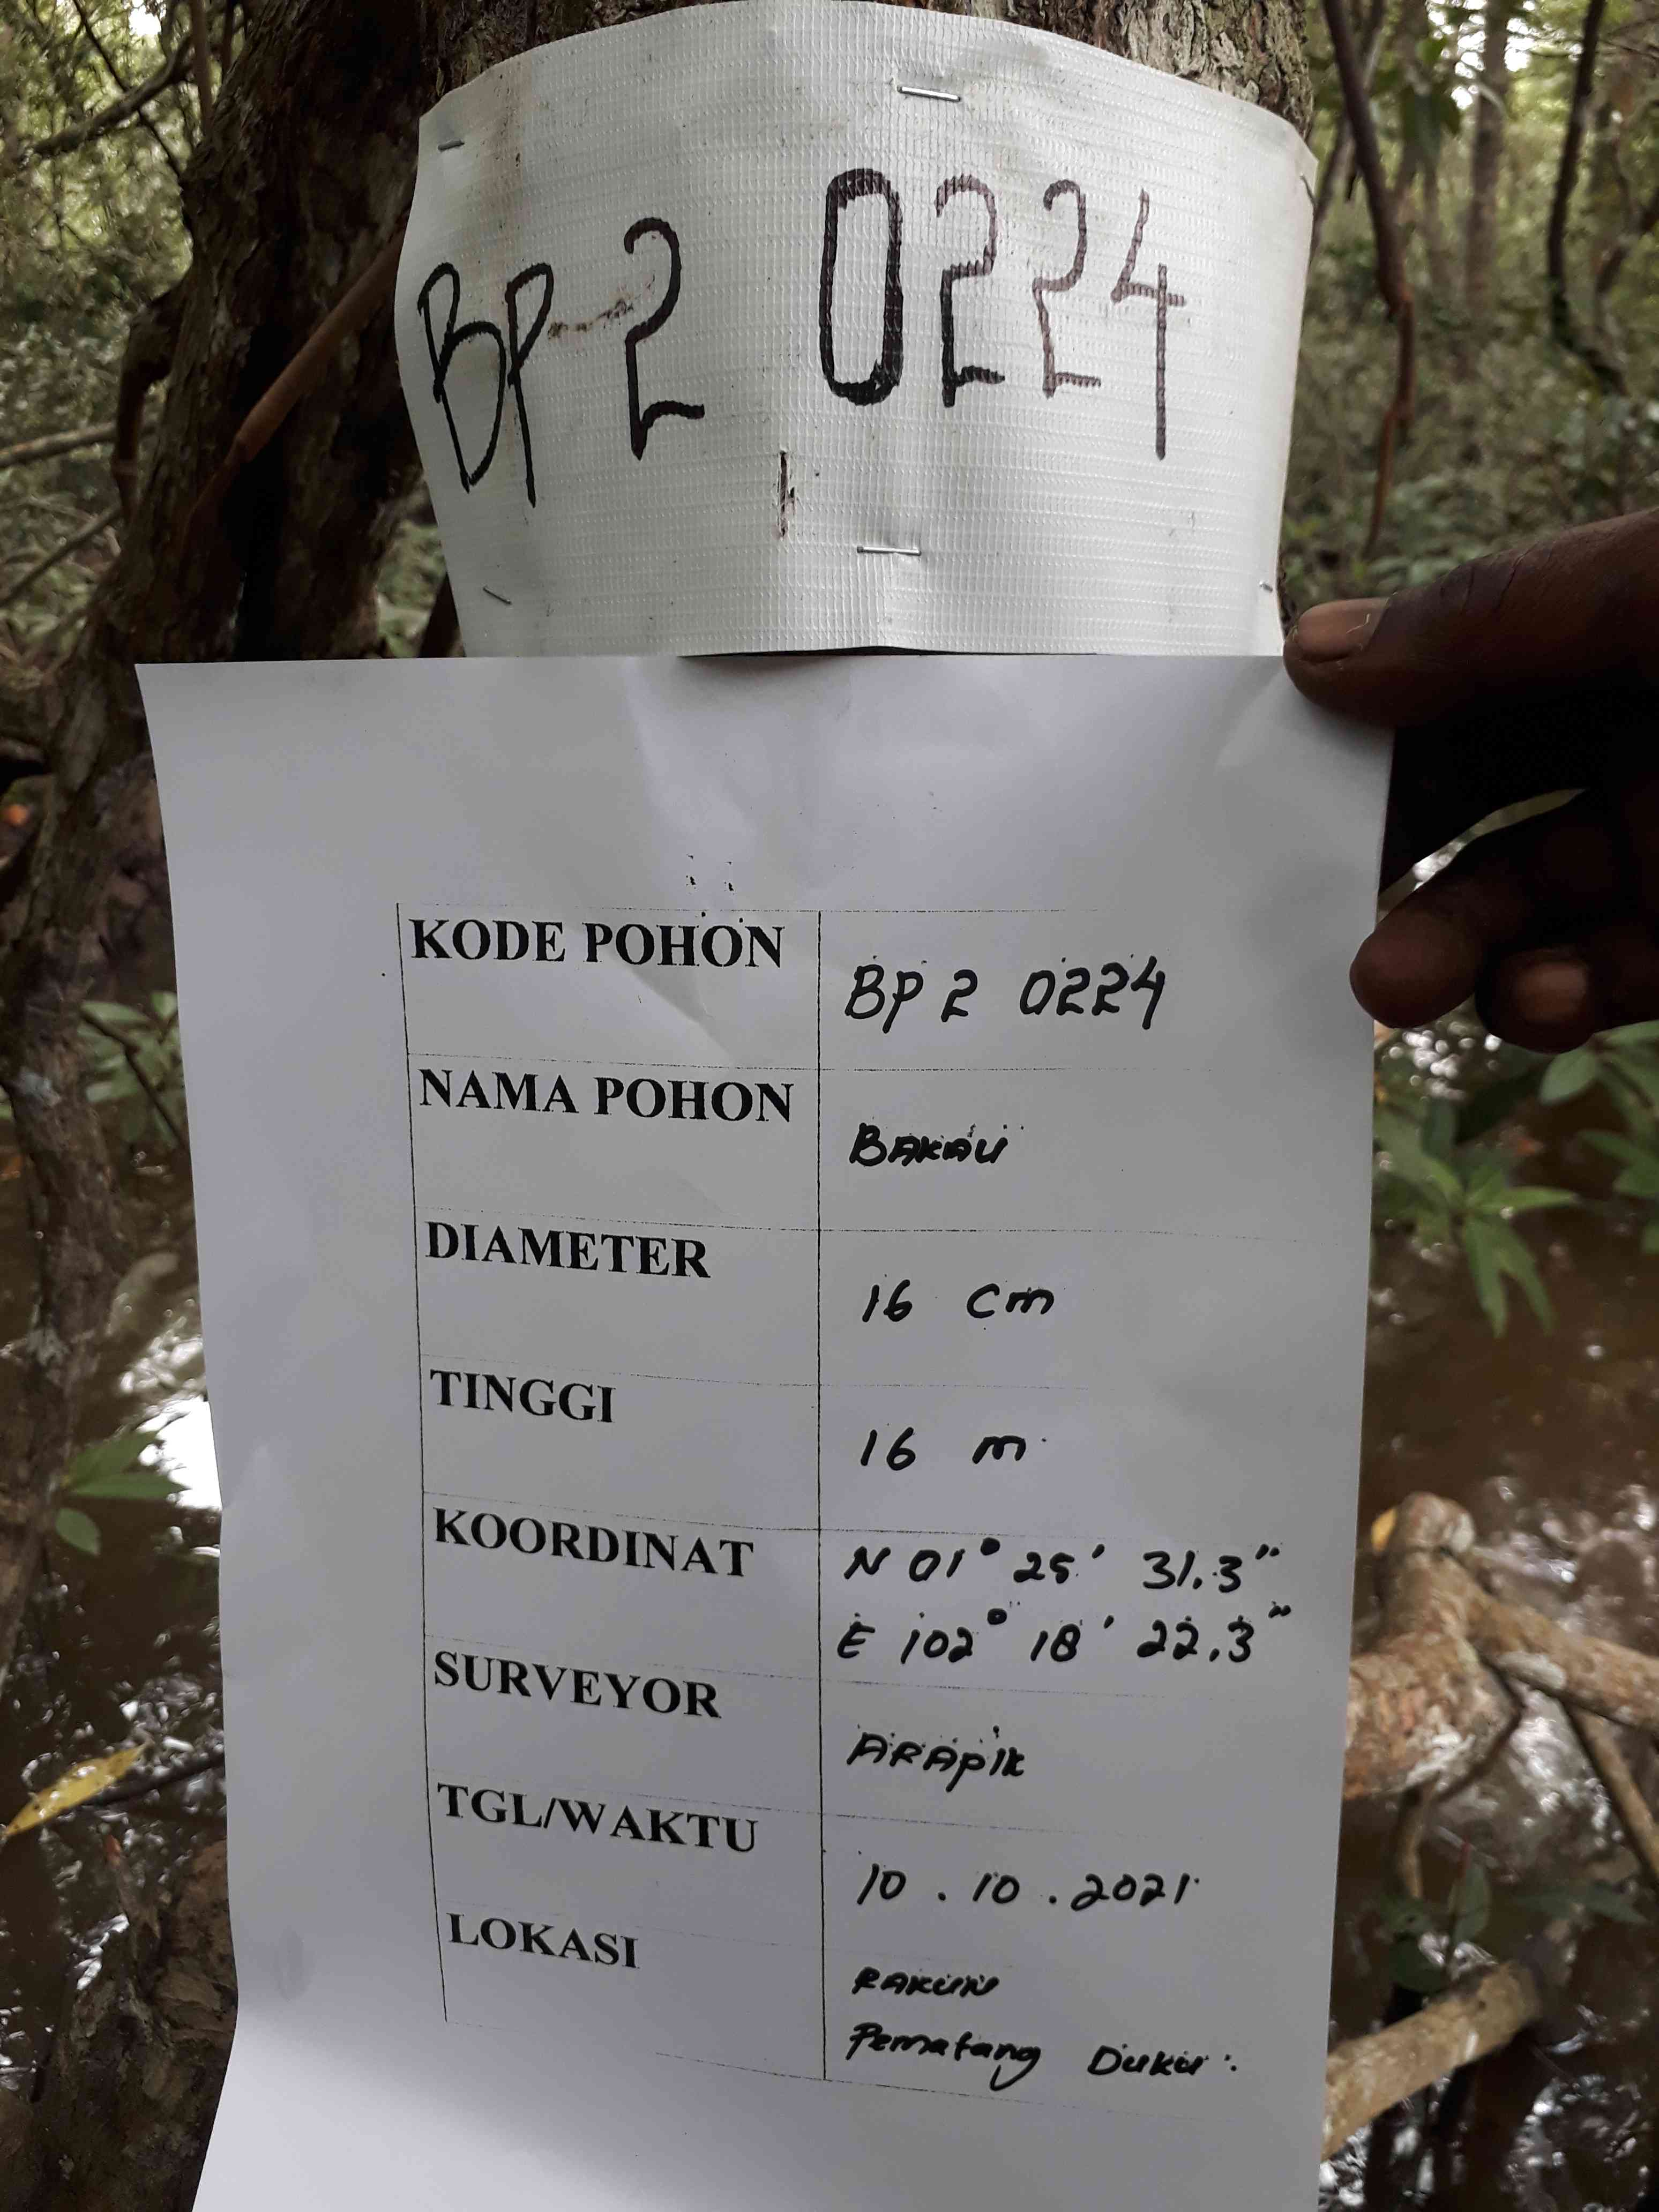 BP-2 0224
KODE POHON BP 2 0224
NAMA POHON BAKAU
DIAMETER 16 cm
TINGGI 16 m
KOORDINAT N 01° 25' 31.3"
E 102° 18' 22.3"
SURVEYOR ARAPIK
TGL/WAKTU 10.10.2021
LOKASI RAKUN
Pematang Duku